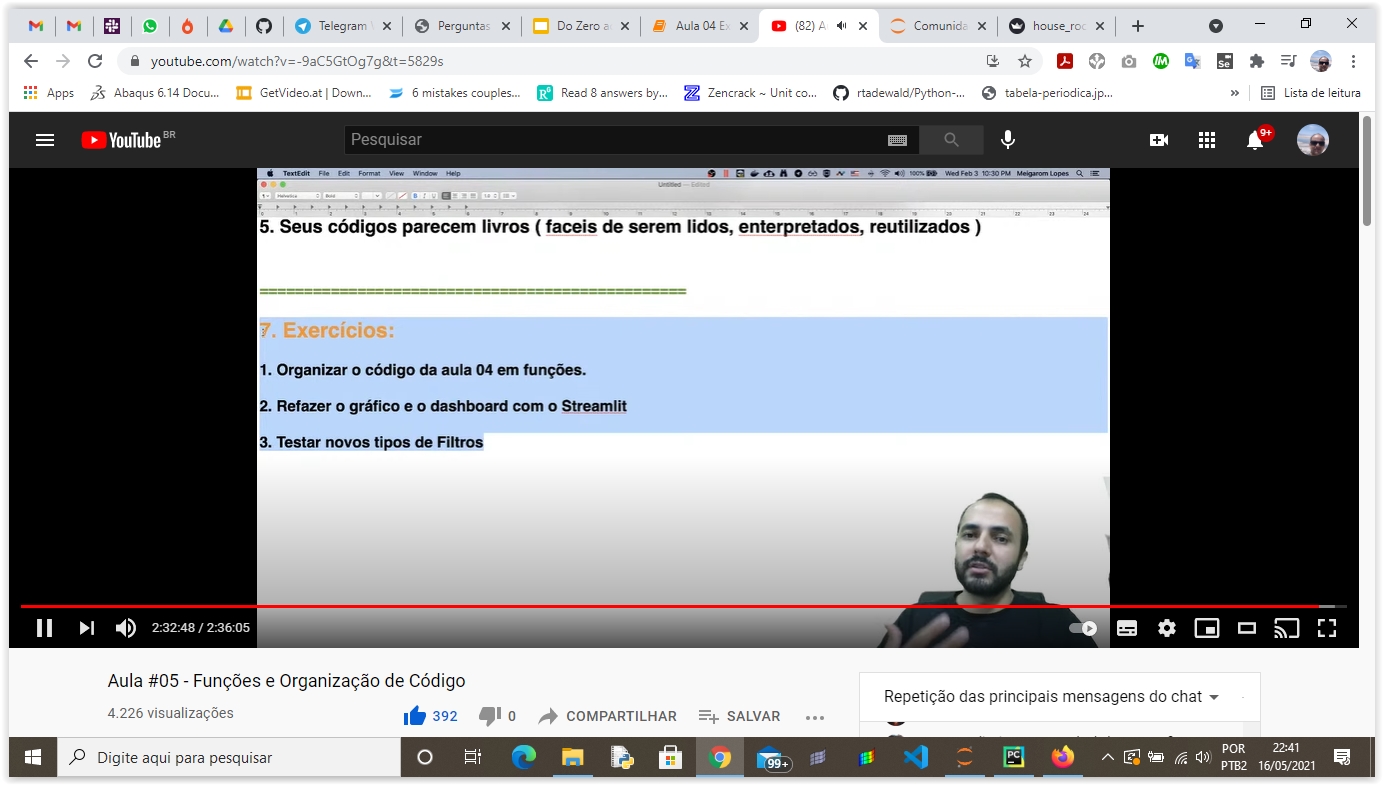 Telegram
Perguntas
Do Zero a
Aula 04 Ex
(82) A
Comunida
house_roc
youtube.com/watch?v=-9aC5GtOg7g&t=5829s
Apps
Abaqus 6.14 Docu...
GetVideo.at | Down...
6 mistakes couples...
Read 8 answers by...
Zencrack ~ Unit co...
rtadewald/Python-...
tabela-periodica.jp...
»
Lista de leitura
YouTube BR
Pesquisar
9+
TextEdit File Edit Format View Window Help
100%
Wed Feb 3 10:30 PM Meigarom Lopes
Untitled — Edited
Helvetica
Bold
5. Seus códigos parecem livros ( faceis de serem lidos, enterpretados, reutilizados )
================================================
7. Exercícios:
1. Organizar o código da aula 04 em funções.
2. Refazer o gráfico e o dashboard com o Streamlit
3. Testar novos tipos de Filtros
2:32:48 / 2:36:05
Aula #05 - Funções e Organização de Código
4.226 visualizações
392
0
COMPARTILHAR
SALVAR
Repetição das principais mensagens do chat
Digite aqui para pesquisar
99+
POR
PTB2
22:41
16/05/2021